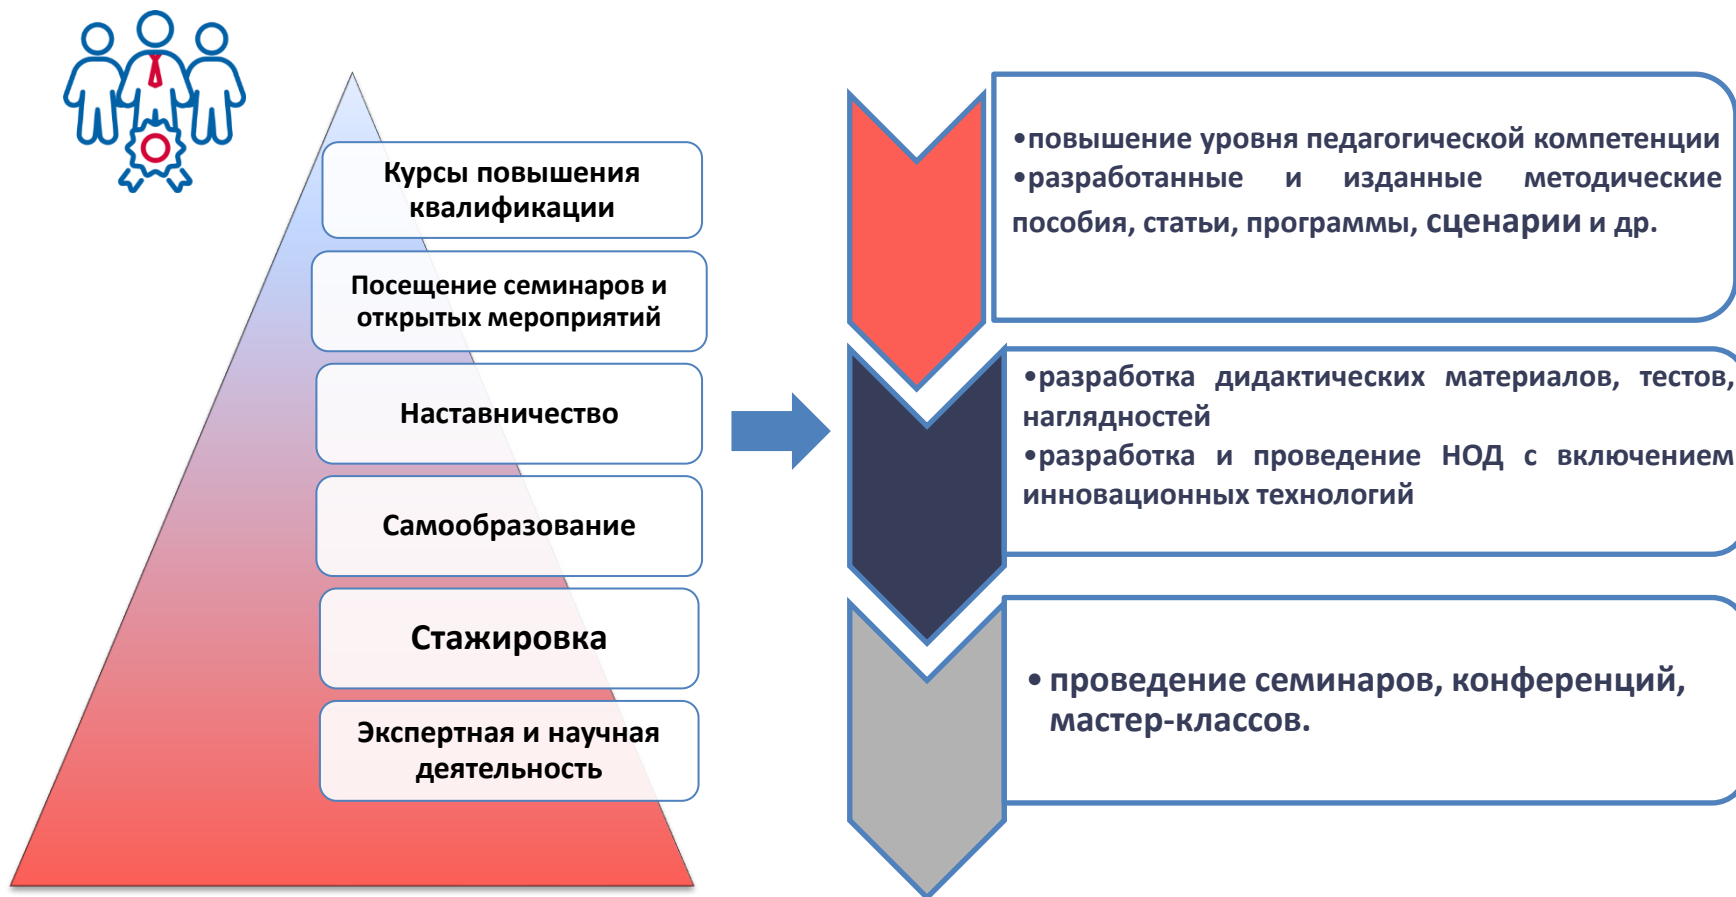 Курсы повышения
квалификации
Посещение семинаров и
открытых мероприятий
Наставничество
Самообразование
Стажировка
Экспертная и научная
деятельность
•повышение уровня педагогической компетенции
•разработанные и изданные методические
пособия, статьи, программы, сценарии и др.
•разработка дидактических материалов, тестов,
наглядностей
•разработка и проведение НОД с включением
инновационных технологий
• проведение семинаров, конференций,
мастер-классов.